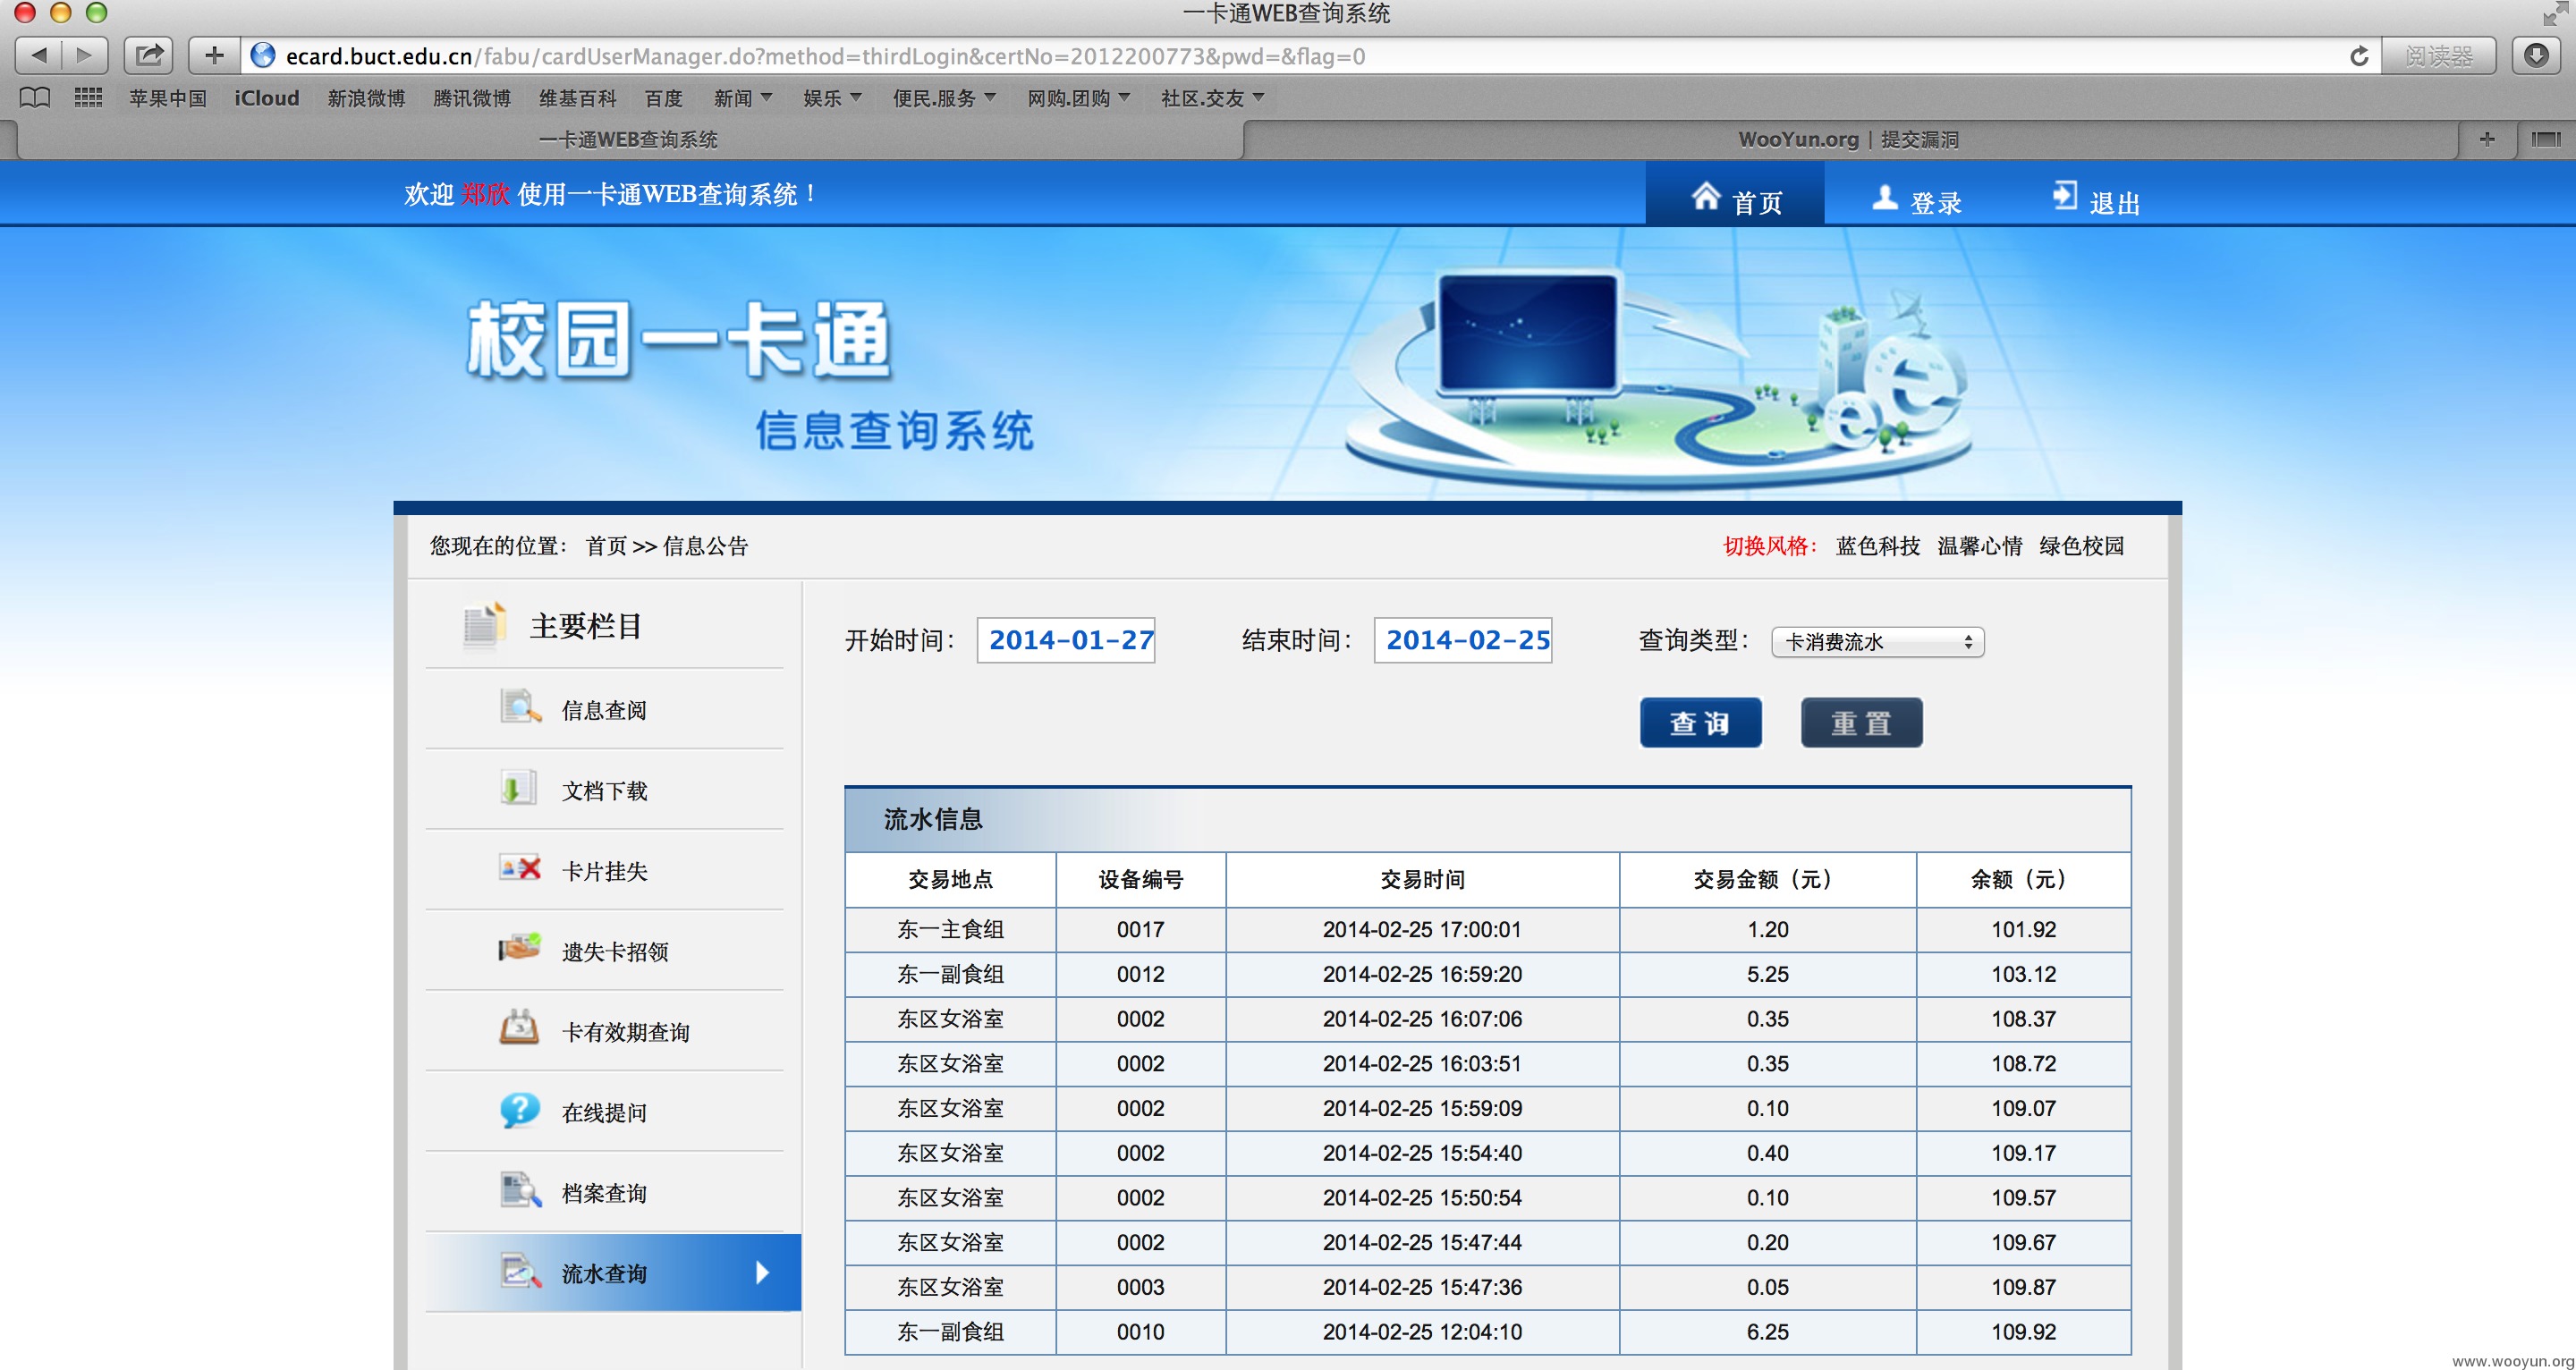 一卡通WEB查询系统
ecard.buct.edu.cn/fabu/cardUserManager.do?method=thirdLogin&certNo=2012200773&pwd=&flag=0 阅读器
苹果中国 iCloud 新浪微博 腾讯微博 维基百科 百度 新闻 娱乐 便民.服务 网购.团购 社区.交友
一卡通WEB查询系统 WooYun.org | 提交漏洞
欢迎 郑欣 使用一卡通WEB查询系统！ 首页 登录 退出
校园一卡通
信息查询系统
您现在的位置： 首页 >> 信息公告 切换风格： 蓝色科技 温馨心情 绿色校园
主要栏目
信息查阅
文档下载
卡片挂失
遗失卡招领
卡有效期查询
在线提问
档案查询
流水查询
开始时间： 2014-01-27 结束时间： 2014-02-25 查询类型： 卡消费流水
查询 重置
流水信息
交易地点 设备编号 交易时间 交易金额（元） 余额（元）
东一主食组 0017 2014-02-25 17:00:01 1.20 101.92
东一副食组 0012 2014-02-25 16:59:20 5.25 103.12
东区女浴室 0002 2014-02-25 16:07:06 0.35 108.37
东区女浴室 0002 2014-02-25 16:03:51 0.35 108.72
东区女浴室 0002 2014-02-25 15:59:09 0.10 109.07
东区女浴室 0002 2014-02-25 15:54:40 0.40 109.17
东区女浴室 0002 2014-02-25 15:50:54 0.10 109.57
东区女浴室 0002 2014-02-25 15:47:44 0.20 109.67
东区女浴室 0003 2014-02-25 15:47:36 0.05 109.87
东一副食组 0010 2014-02-25 12:04:10 6.25 109.92
www.wooyun.org